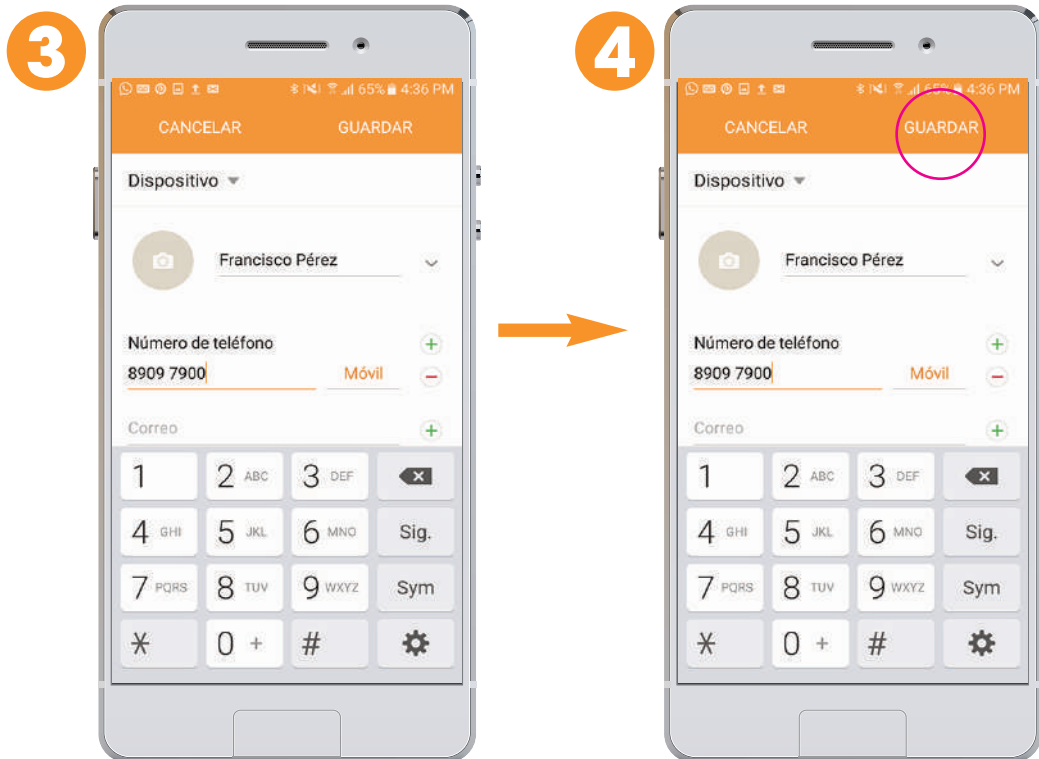 3
65% 4:36 PM
CANCELAR GUARDAR
Dispositivo
Francisco Pérez
Número de teléfono
8909 7900 Móvil
Correo
1 2 ABC 3 DEF
4 GHI 5 JKL 6 MNO Sig.
7 PQRS 8 TUV 9 WXYZ Sym
* 0 + #
4
65% 4:36 PM
CANCELAR GUARDAR
Dispositivo
Francisco Pérez
Número de teléfono
8909 7900 Móvil
Correo
1 2 ABC 3 DEF
4 GHI 5 JKL 6 MNO Sig.
7 PQRS 8 TUV 9 WXYZ Sym
* 0 + #